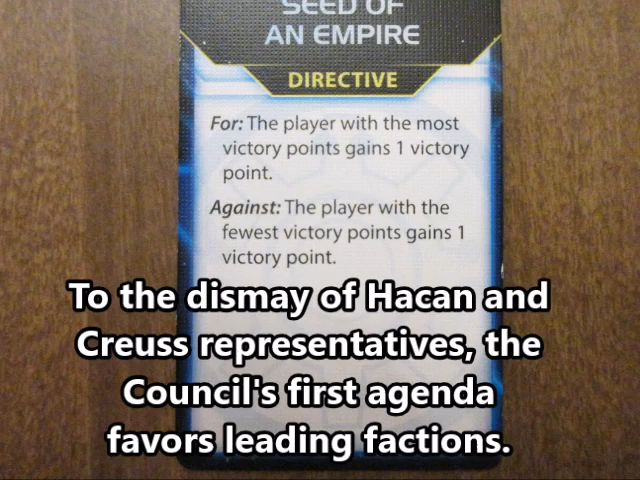 SEED OF
AN EMPIRE
DIRECTIVE
For: The player with the most
victory points gains 1 victory
point.
Against: The player with the
fewest victory points gains 1
victory point.
To the dismay of Hacan and
Creuss representatives, the
Council's first agenda
favors leading factions.